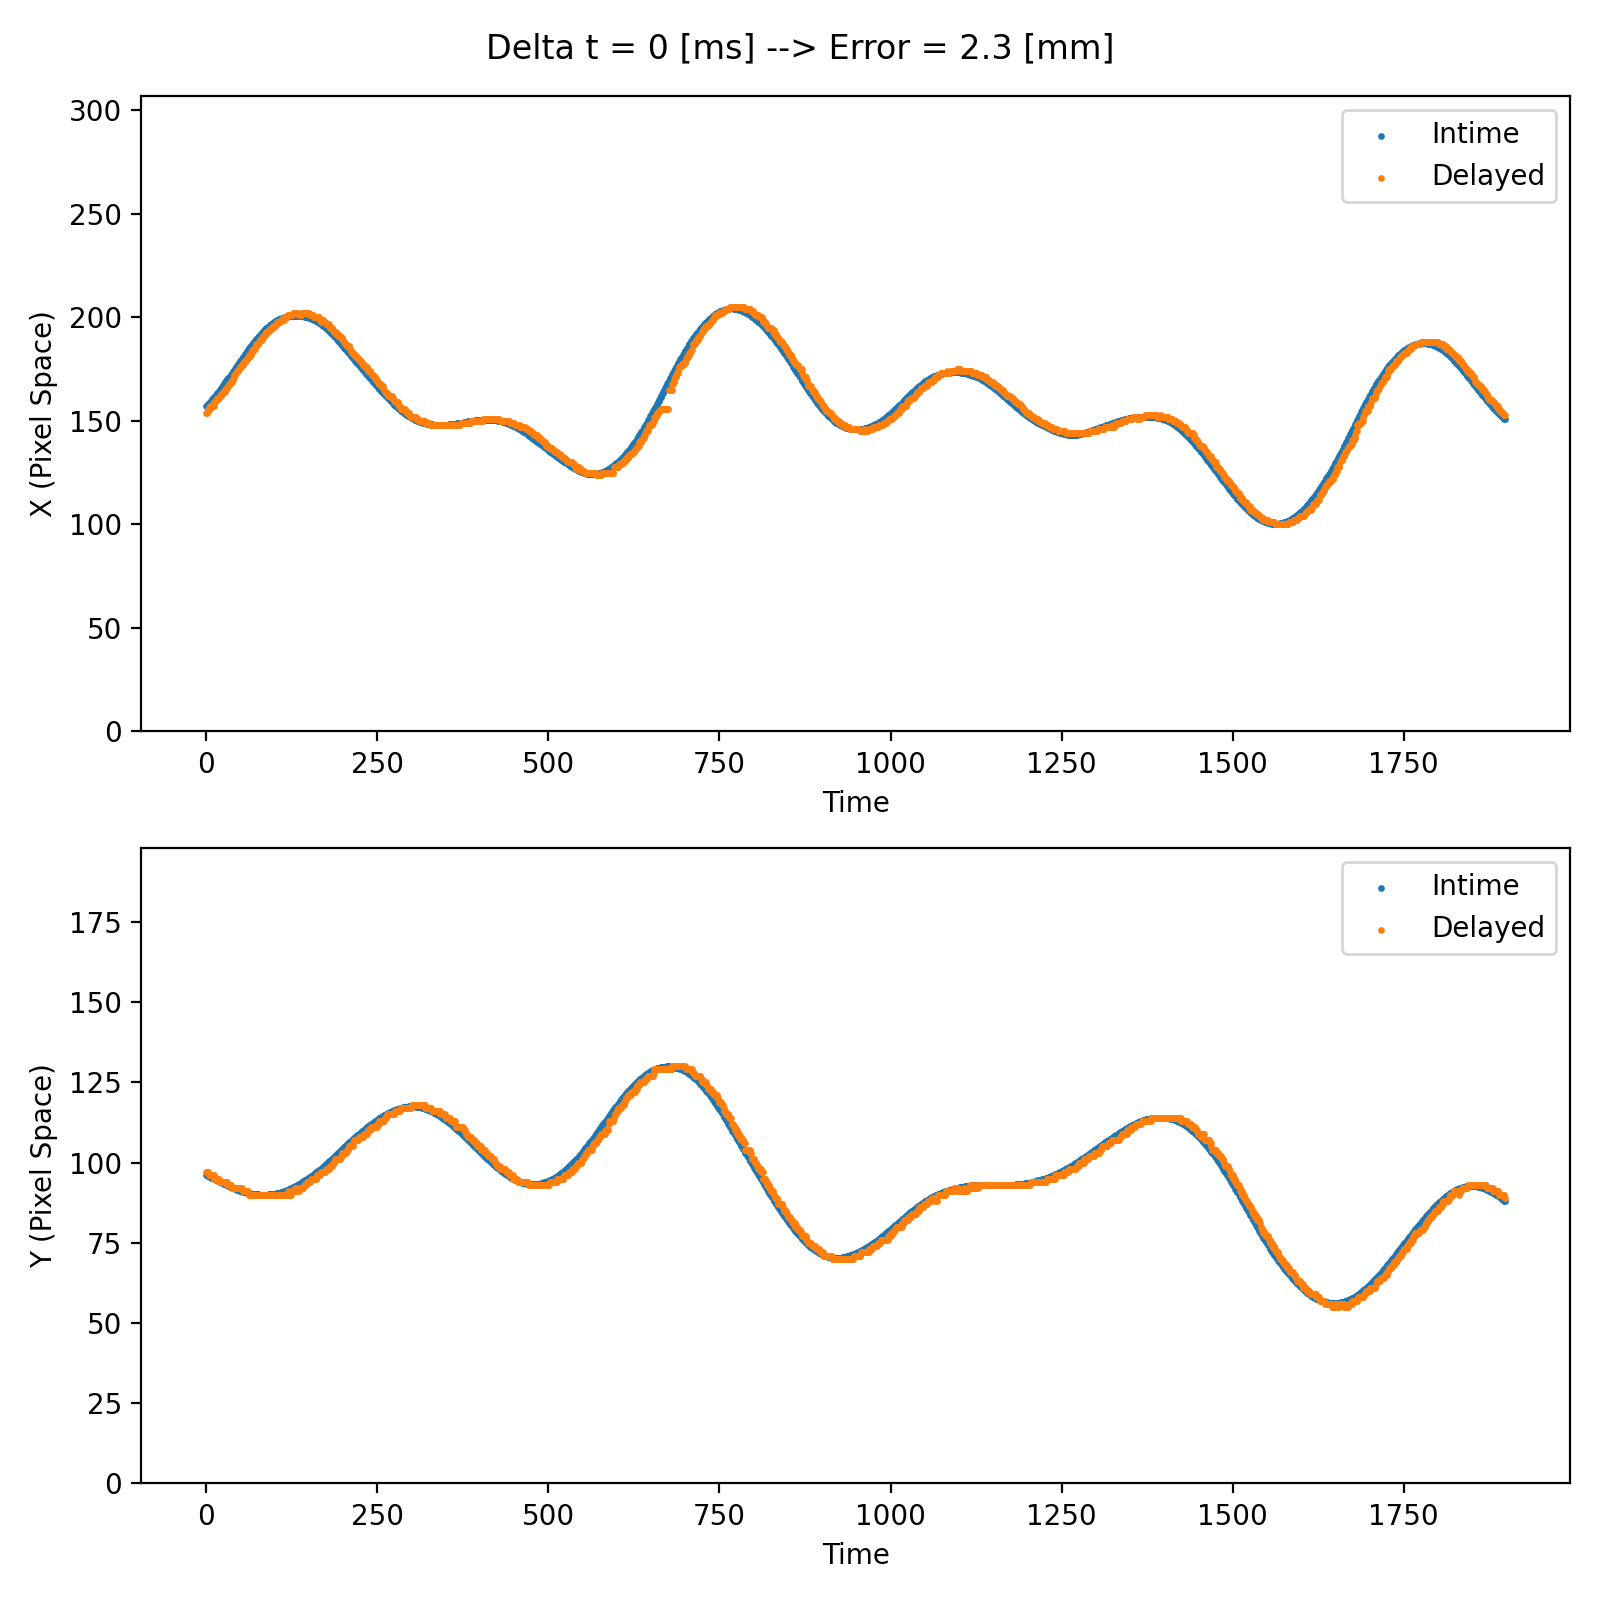 Delta t = 0 [ms] --> Error = 2.3 [mm]
300
250
200
150
100
50
0
X (Pixel Space)
Intime
Delayed
0 250 500 750 1000 1250 1500 1750
Time
175
150
125
100
75
50
25
0
Y (Pixel Space)
Intime
Delayed
0 250 500 750 1000 1250 1500 1750
Time